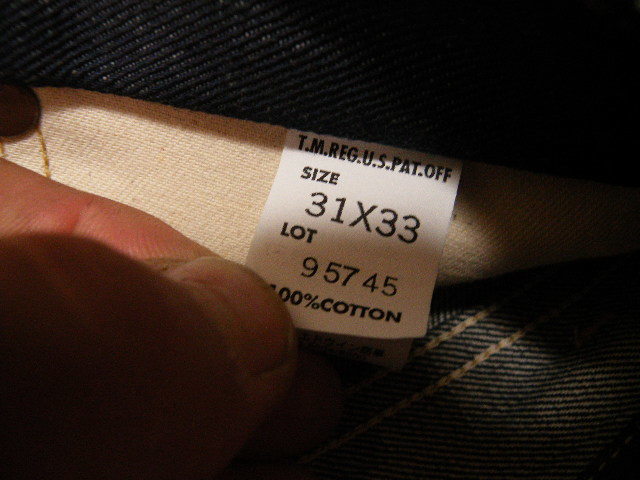 T.M.REG.U.S.PAT.OFF
SIZE
31X33
LOT
95745
100%COTTON